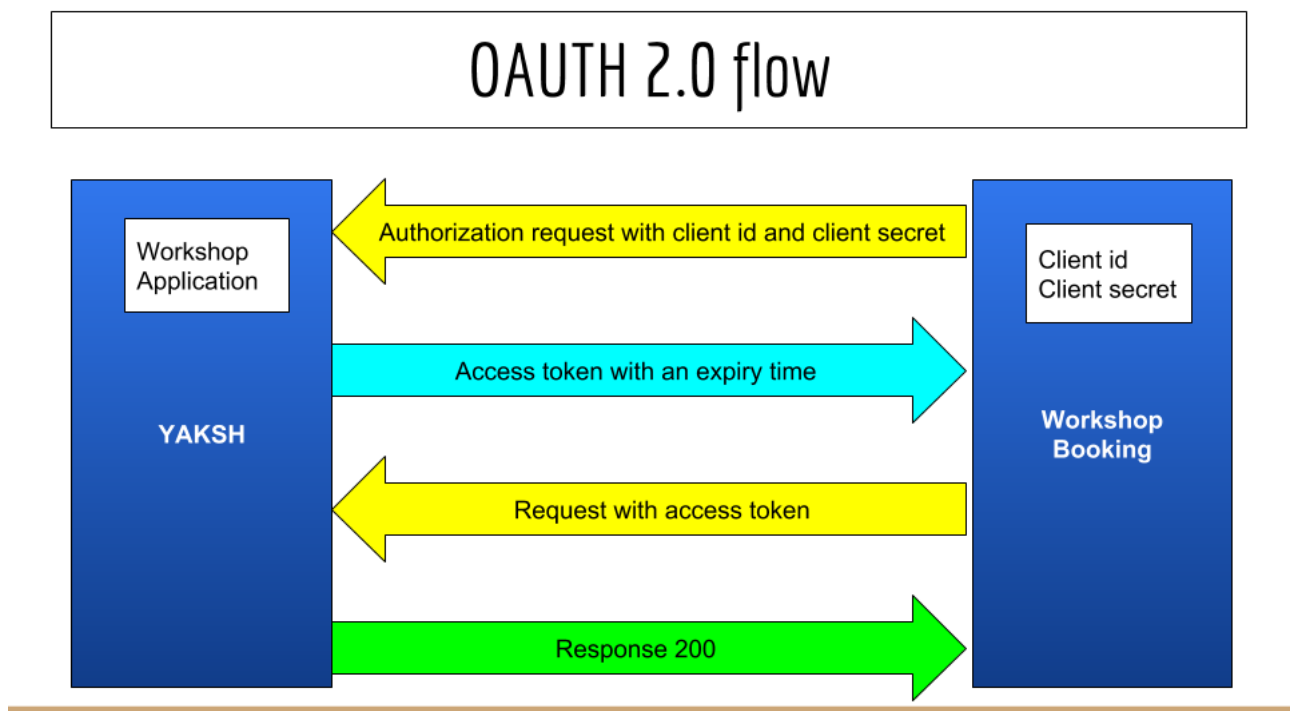 OAUTH 2.0 flow
Workshop
Application
YAKSH
Authorization request with client id and client secret
Access token with an expiry time
Request with access token
Response 200
Client id
Client secret
Workshop
Booking